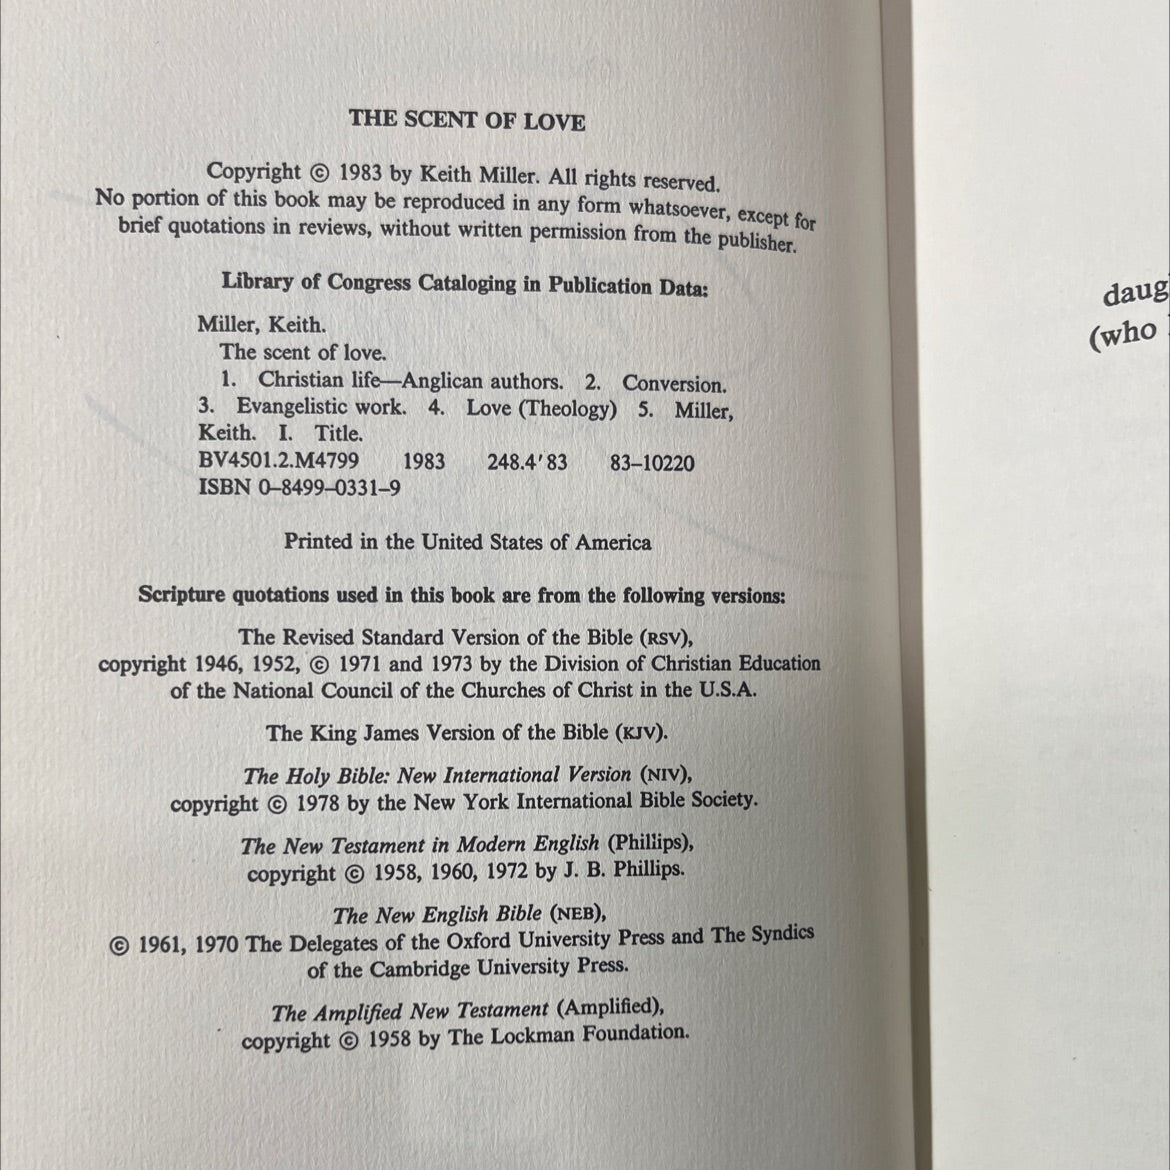 THE SCENT OF LOVE
Copyright © 1983 by Keith Miller. All rights reserved.
No portion of this book may be reproduced in any form whatsoever, except for
brief quotations in reviews, without written permission from the publisher.
Library of Congress Cataloging in Publication Data:
Miller, Keith.
The scent of love.
1. Christian life—Anglican authors. 2. Conversion.
3. Evangelistic work. 4. Love (Theology) 5. Miller,
Keith. I. Title.
BV4501.2.M4799 1983 248.4′83 83–10220
ISBN 0–8499–0331–9
Printed in the United States of America
Scripture quotations used in this book are from the following versions:
The Revised Standard Version of the Bible (RSV),
copyright 1946, 1952, © 1971 and 1973 by the Division of Christian Education
of the National Council of the Churches of Christ in the U.S.A.
The King James Version of the Bible (KJV).
The Holy Bible: New International Version (NIV),
copyright © 1978 by the New York International Bible Society.
The New Testament in Modern English (Phillips),
copyright © 1958, 1960, 1972 by J. B. Phillips.
The New English Bible (NEB),
© 1961, 1970 The Delegates of the Oxford University Press and The Syndics
of the Cambridge University Press.
The Amplified New Testament (Amplified),
copyright © 1958 by The Lockman Foundation.
daug
(who